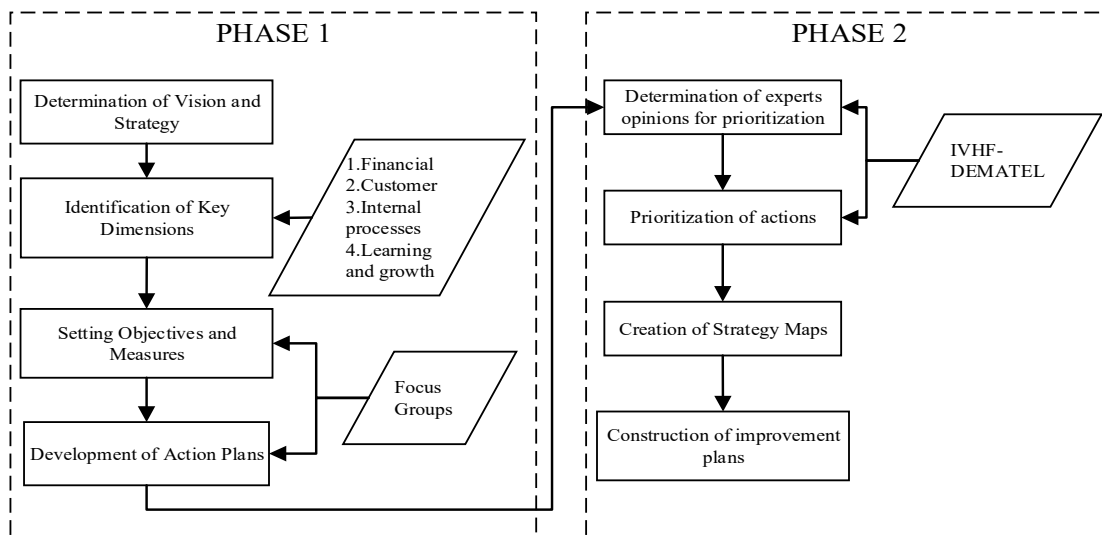 PHASE 1
Determination of Vision and
Strategy
Identification of Key
Dimensions
1.Financial
2.Customer
3.Internal
processes
4.Learning
and growth
Setting Objectives and
Measures
Focus
Groups
Development of Action Plans
PHASE 2
Determination of experts
opinions for prioritization
IVHF-
DEMATEL
Prioritization of actions
Creation of Strategy Maps
Construction of improvement
plans